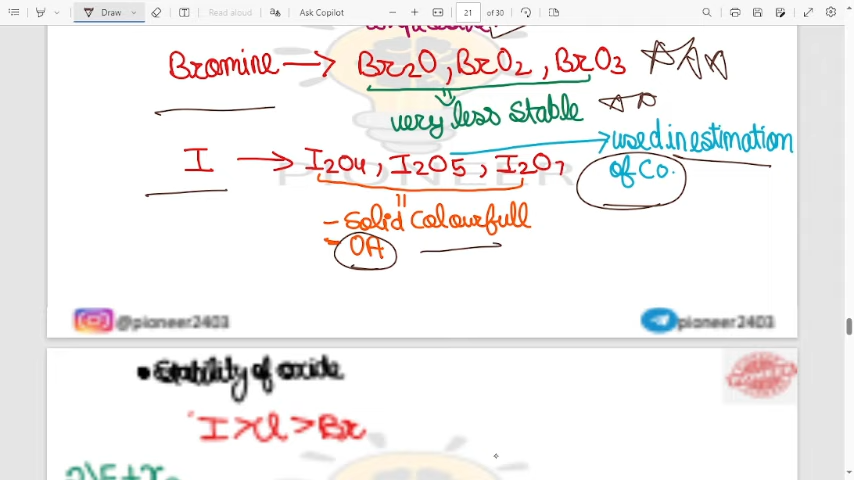 Draw
Read aloud
Ask Copilot
21
of 30
Bromine → Br2O, BrO2, BrO3
very less stable
I → I2O4, I2O5, I2O7
used in estimation
of Co.
PIONEER
- Solid Colourfull
- OA
@pioneer2403
pioneer2403
• Stability of oxide
I > Cl > Br